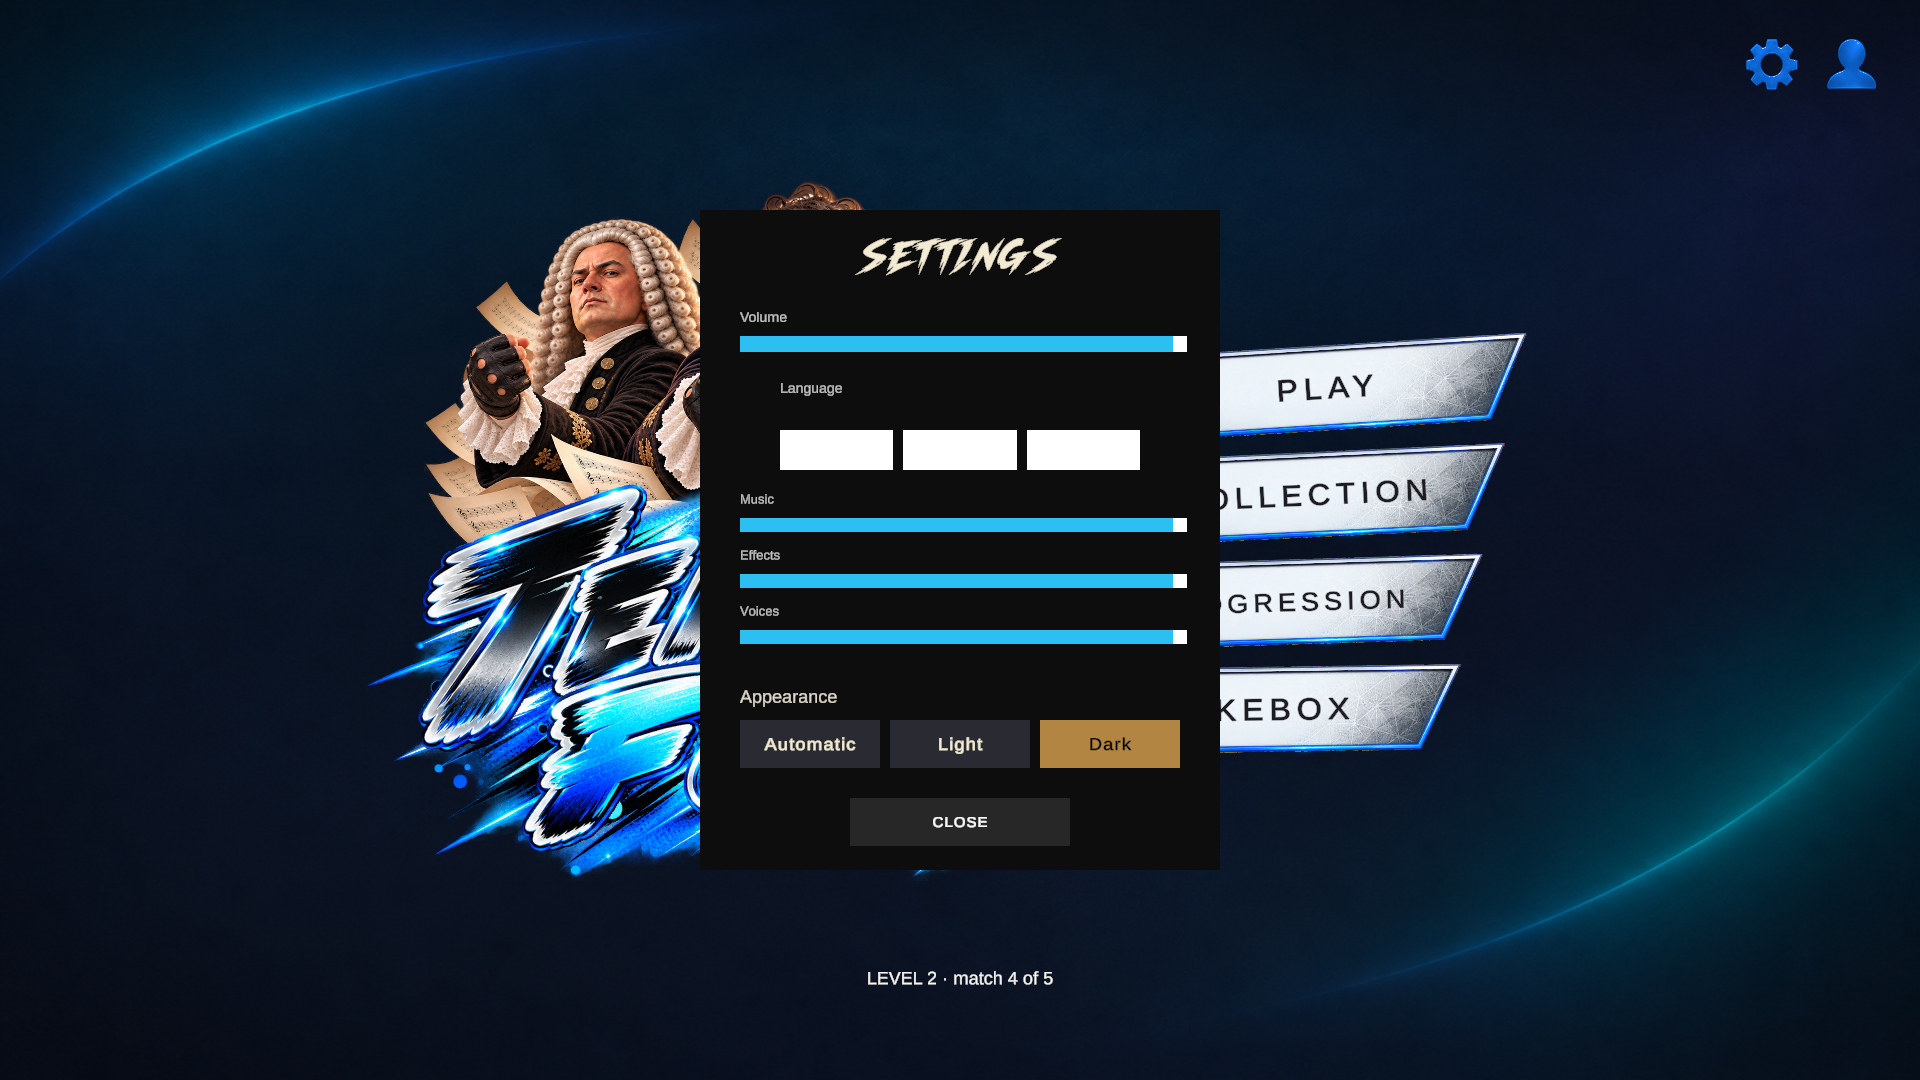 SETTINGS
Volume
Language
Music
Effects
Voices
Appearance
Automatic
Light
Dark
CLOSE
PLAY
OLLECTION
GRESSION
KEBOX
LEVEL 2 · match 4 of 5